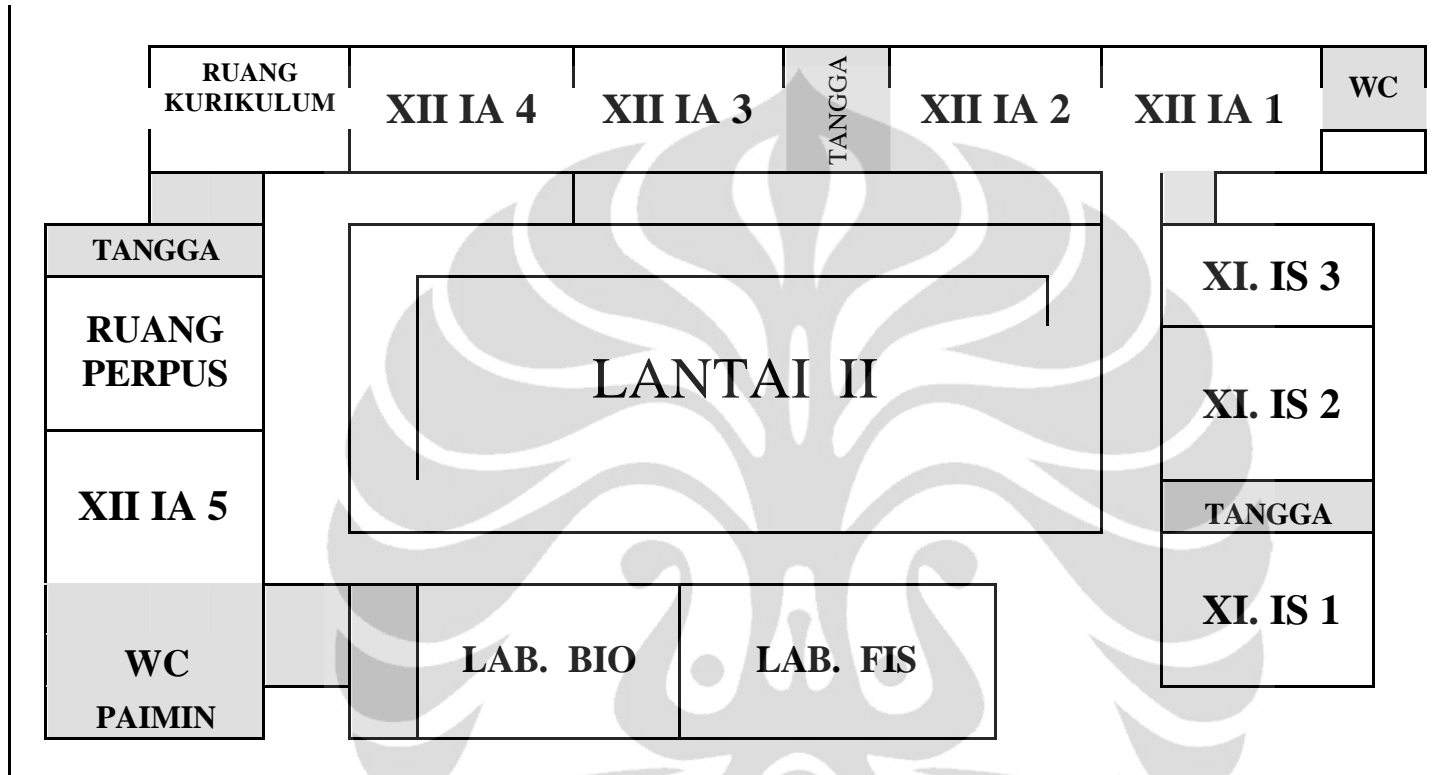 RUANG
KURIKULUM
XII IA 4
XII IA 3
TANGGA
XII IA 2
XII IA 1
WC
TANGGA
RUANG
PERPUS
XII IA 5
WC
PAIMIN
LANTAI II
XI. IS 3
XI. IS 2
TANGGA
XI. IS 1
LAB. BIO
LAB. FIS